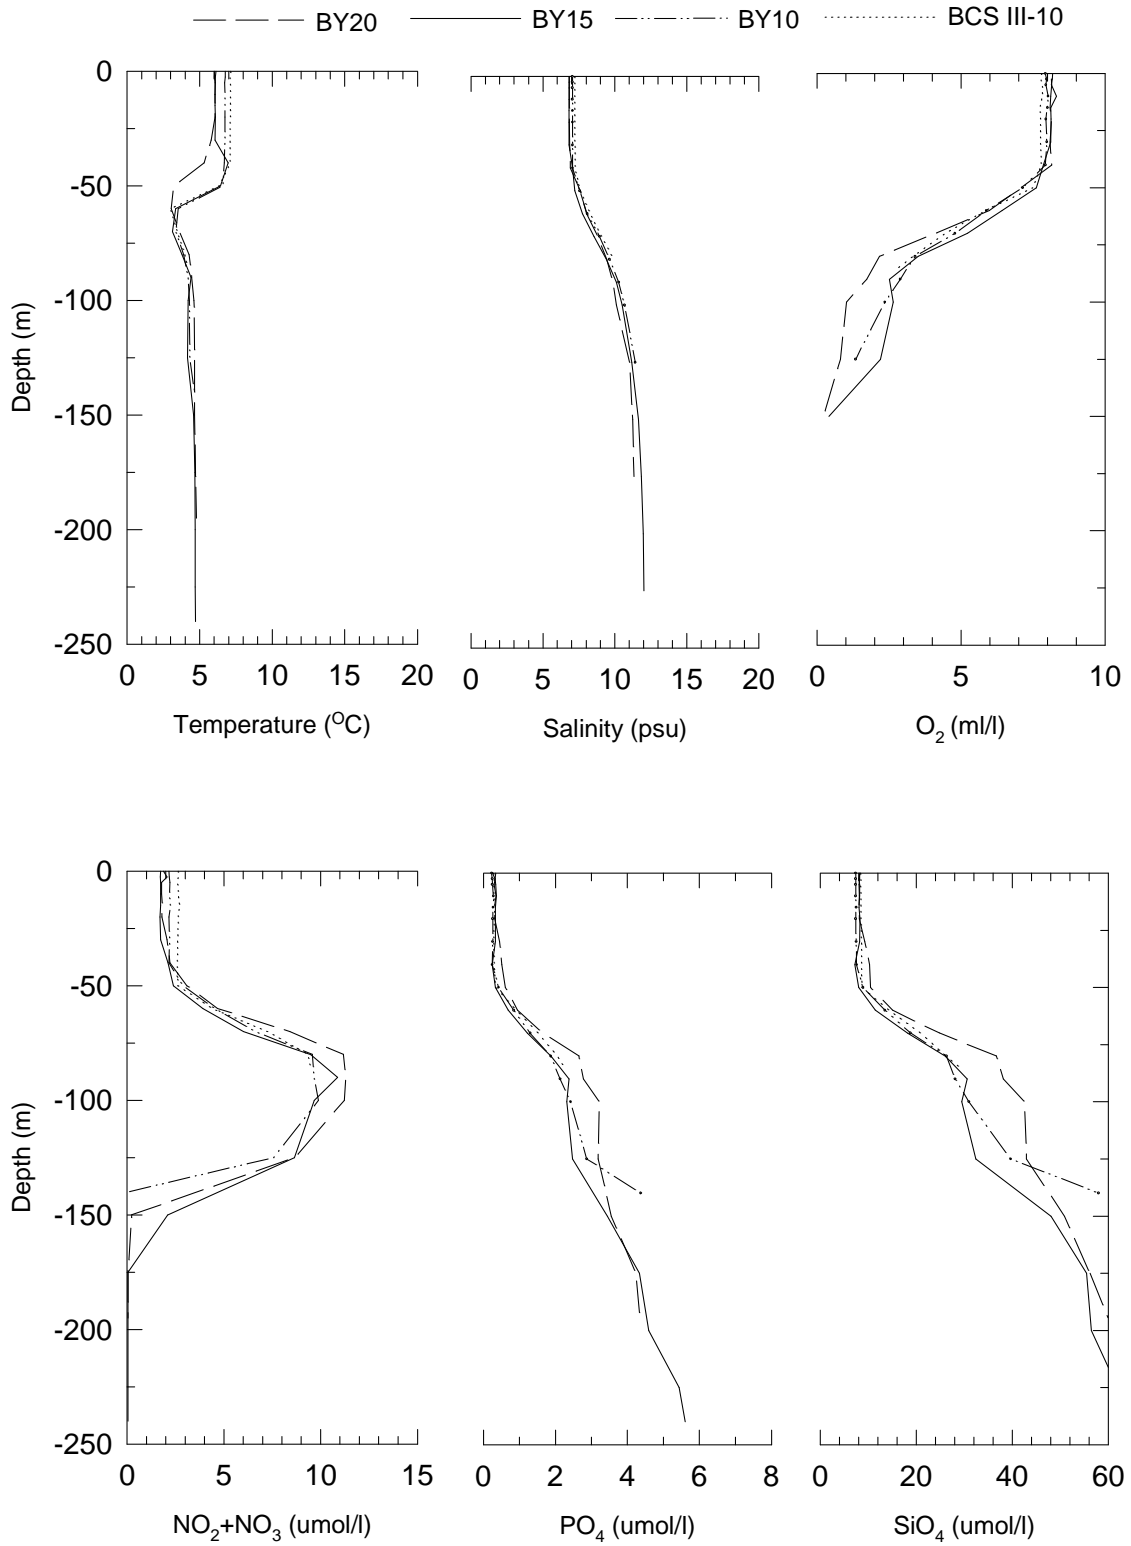 BY20 BY15 BY10 BCS III-10
0
-50
-100
-150
-200
-250
Depth (m)
0 5 10 15 20
Temperature (OC)
0 5 10 15 20
Salinity (psu)
0 5 10
O2 (ml/l)
0
-50
-100
-150
-200
-250
Depth (m)
0 5 10 15
NO2+NO3 (umol/l)
0 2 4 6 8
PO4 (umol/l)
0 20 40 60
SiO4 (umol/l)